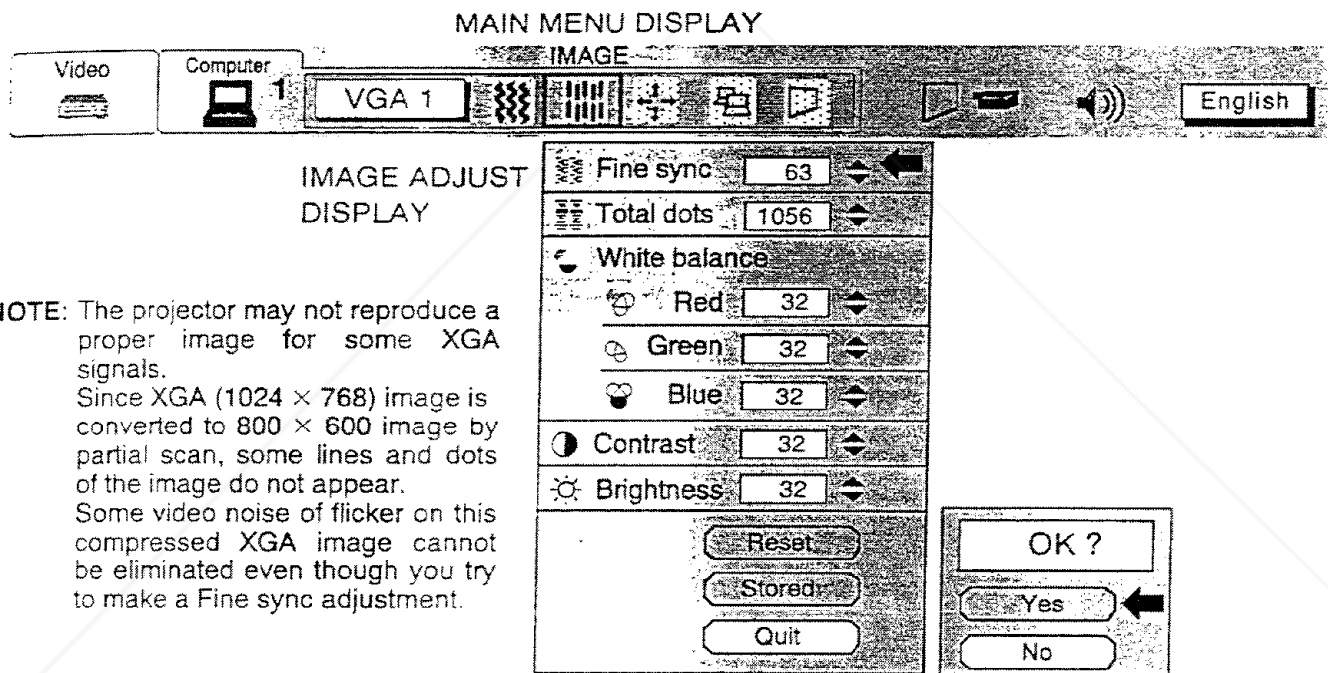 MAIN MENU DISPLAY
IMAGE
Video
Computer
1
VGA 1
English
IMAGE ADJUST
DISPLAY
Fine sync 63
Total dots 1056
White balance
Red 32
Green 32
Blue 32
Contrast 32
Brightness 32
Reset
Stored
Quit
OK ?
Yes
No
OTE: The projector may not reproduce a
proper image for some XGA
signals.
Since XGA (1024 × 768) image is
converted to 800 × 600 image by
partial scan, some lines and dots
of the image do not appear.
Some video noise of flicker on this
compressed XGA image cannot
be eliminated even though you try
to make a Fine sync adjustment.